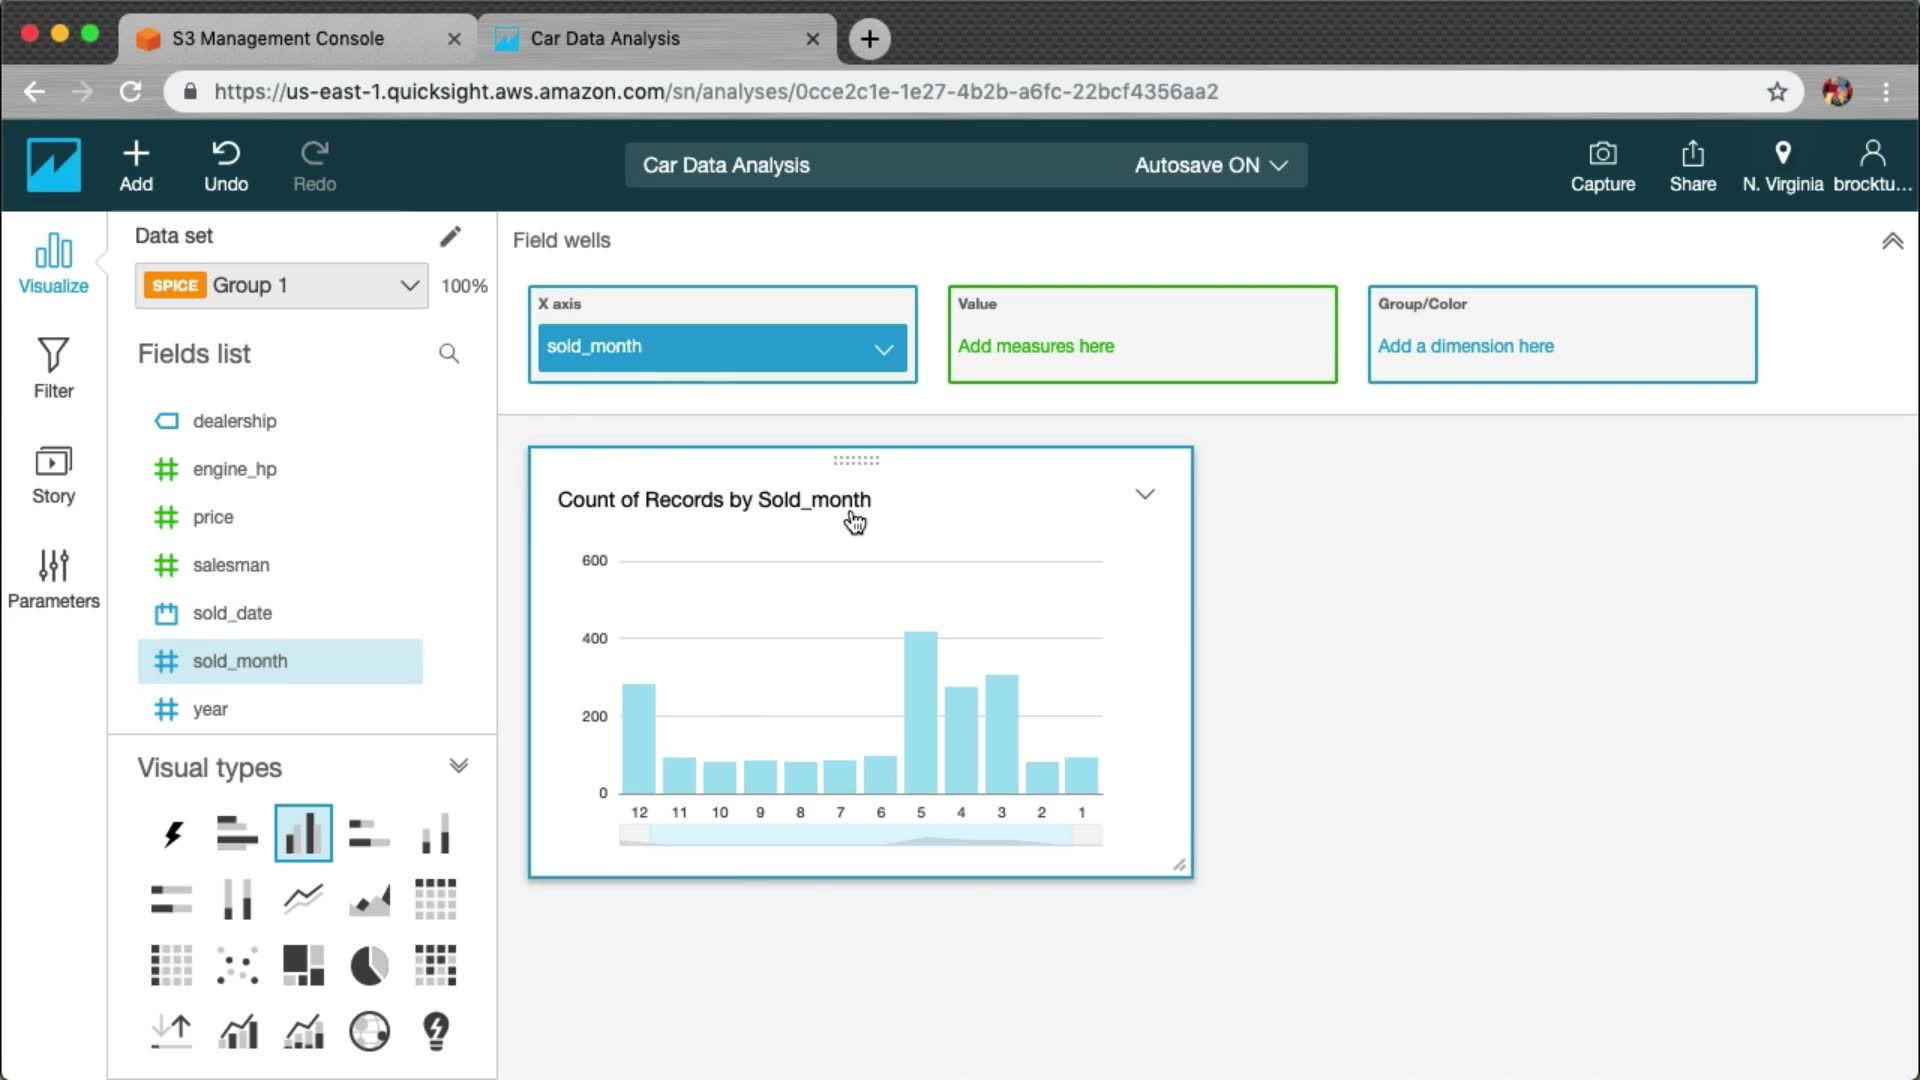 S3 Management Console
Car Data Analysis
https://us-east-1.quicksight.aws.amazon.com/sn/analyses/0cce2c1e-1e27-4b2b-a6fc-22bcf4356aa2
Add
Undo
Redo
Car Data Analysis
Autosave ON
Capture
Share
N. Virginia
brocktu...
Visualize
Filter
Story
Parameters
Data set
SPICE Group 1
100%
Fields list
dealership
engine_hp
price
salesman
sold_date
sold_month
year
Visual types
Field wells
X axis
sold_month
Value
Add measures here
Group/Color
Add a dimension here
Count of Records by Sold_month
600
400
200
0
12 11 10 9 8 7 6 5 4 3 2 1